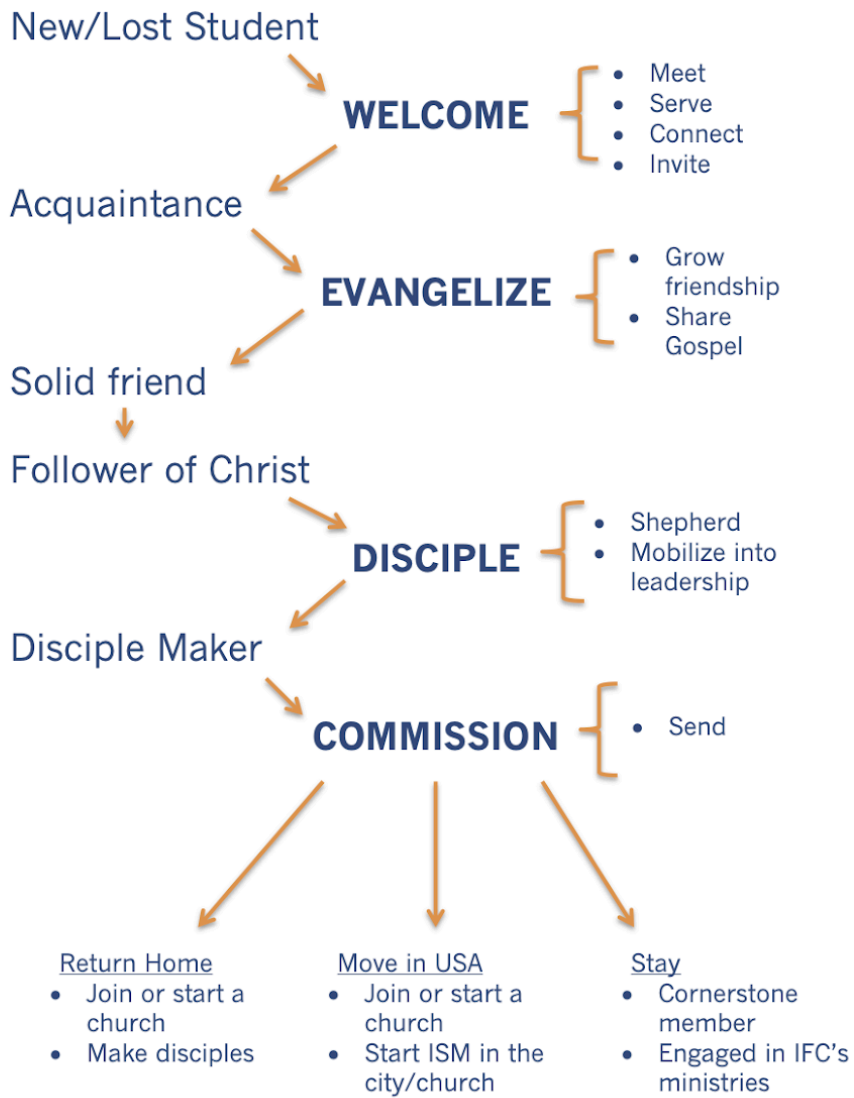 New/Lost Student
WELCOME
• Meet
• Serve
• Connect
• Invite
Acquaintance
EVANGELIZE
• Grow
friendship
• Share
Gospel
Solid friend
Follower of Christ
DISCIPLE
• Shepherd
• Mobilize into
leadership
Disciple Maker
COMMISSION
• Send
Return Home
• Join or start a
church
• Make disciples
Move in USA
• Join or start a
church
• Start ISM in the
city/church
Stay
• Cornerstone
member
• Engaged in IFC's
ministries